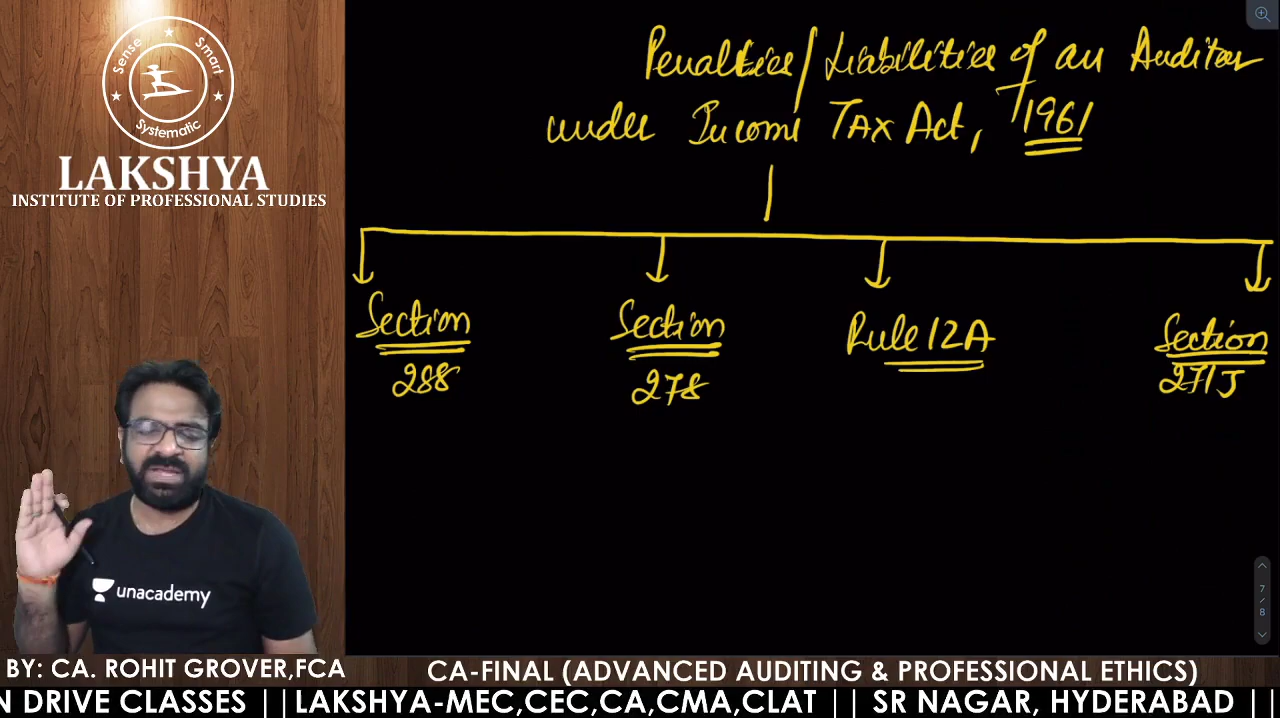 Sense Smart
Systematic
LAKSHYA
INSTITUTE OF PROFESSIONAL STUDIES
Penalties/Liabilities of an Auditor
under Income TAX Act, 1961
Section
288
Section
278
Rule 12A
Section
271J
7
/
8
unacademy
BY: CA. ROHIT GROVER,FCA
CA-FINAL (ADVANCED AUDITING & PROFESSIONAL ETHICS)
N DRIVE CLASSES ||LAKSHYA-MEC,CEC,CA,CMA,CLAT || SR NAGAR, HYDERABAD ||